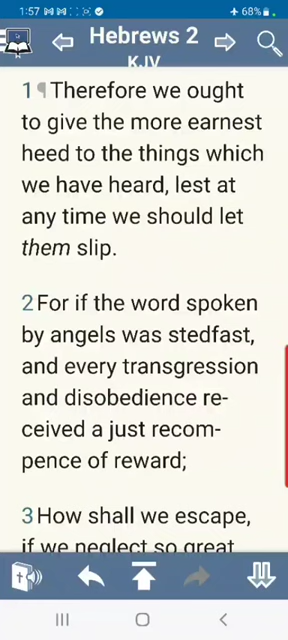 1:57
68%
Hebrews 2
KJV
1 ¶ Therefore we ought
to give the more earnest
heed to the things which
we have heard, lest at
any time we should let
them slip.
2 For if the word spoken
by angels was stedfast,
and every transgression
and disobedience re-
ceived a just recom-
pence of reward;
3 How shall we escape,
if we neglect so great